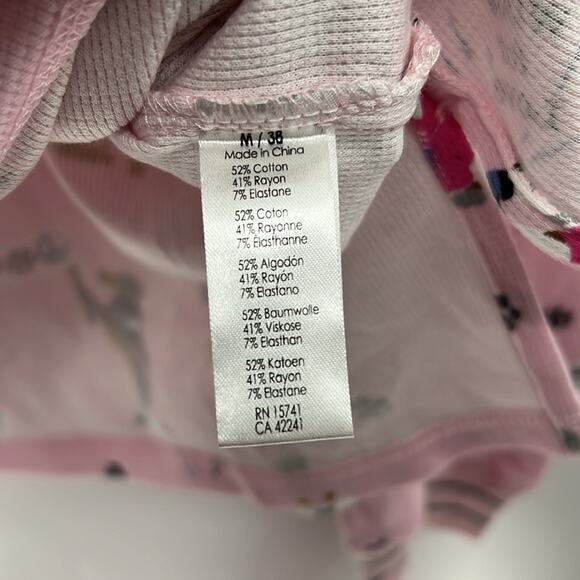 M / 38
Made in China
52% Cotton
41% Rayon
7% Elastane
52% Coton
41% Rayonne
7% Élasthanne
52% Algodón
41% Rayón
7% Elastano
52% Baumwolle
41% Viskose
7% Elasthan
52% Katoen
41% Rayon
7% Elastane
RN 15741
CA 42241